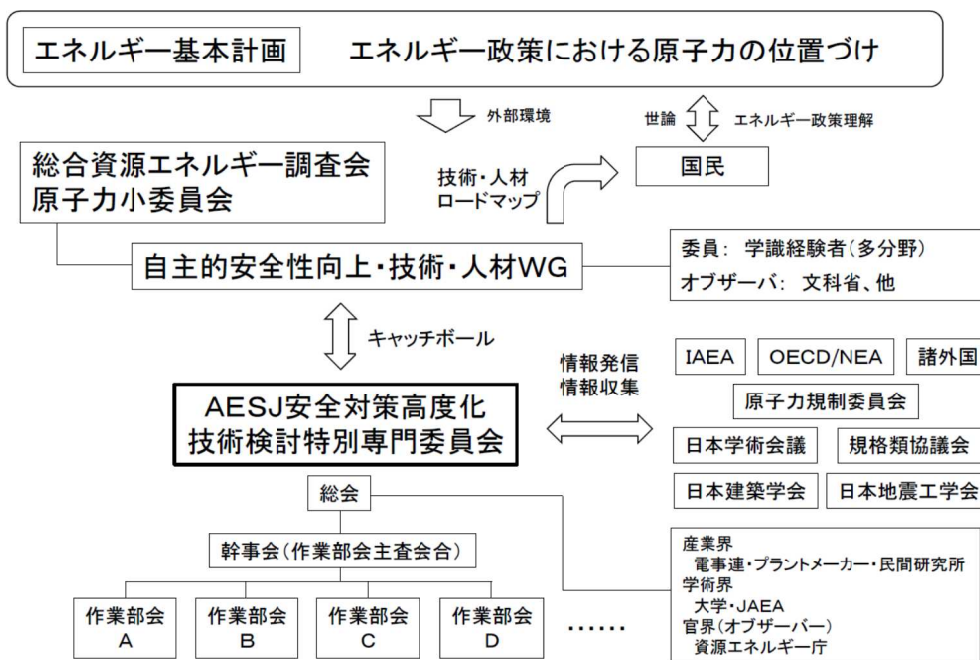 エネルギー基本計画
エネルギー政策における原子力の位置づけ
外部環境
世論
エネルギー政策理解
総合資源エネルギー調査会
原子力小委員会
技術・人材
ロードマップ
国民
自主的安全性向上・技術・人材WG
委員： 学識経験者（多分野）
オブザーバ： 文科省、他
キャッチボール
情報発信
情報収集
IAEA
OECD/NEA
諸外国
原子力規制委員会
日本学術会議
規格類協議会
日本建築学会
日本地震工学会
AESJ安全対策高度化
技術検討特別専門委員会
総会
幹事会（作業部会主査会合）
作業部会
A
作業部会
B
作業部会
C
作業部会
D
……
産業界
電事連・プラントメーカー・民間研究所
学術界
大学・JAEA
官界（オブザーバー）
資源エネルギー庁